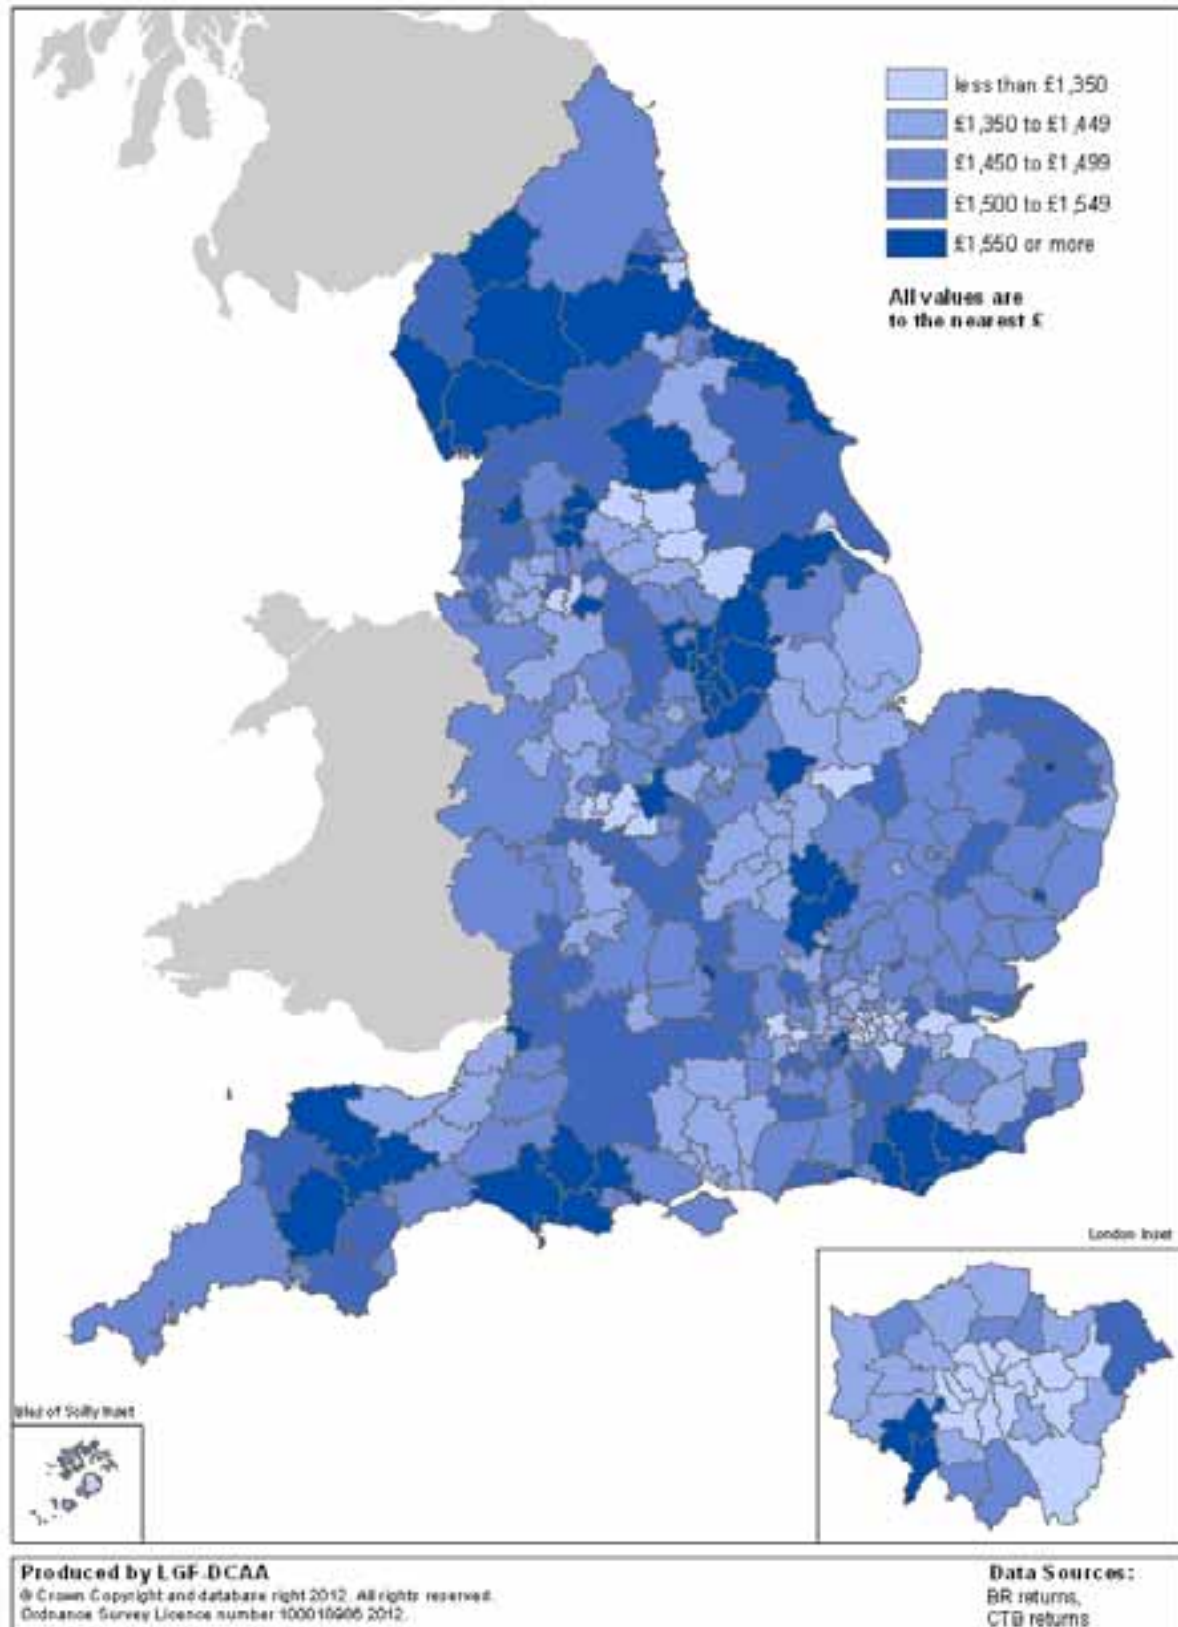 less than £1,350
£1,350 to £1,449
£1,450 to £1,499
£1,500 to £1,549
£1,550 or more
All values are
to the nearest £
London Inset
Isles of Scilly Inset
Produced by LGF-DCAA
© Crown Copyright and database right 2012. All rights reserved.
Ordnance Survey Licence number 100018986 2012.
Data Sources:
BR returns,
CTB returns